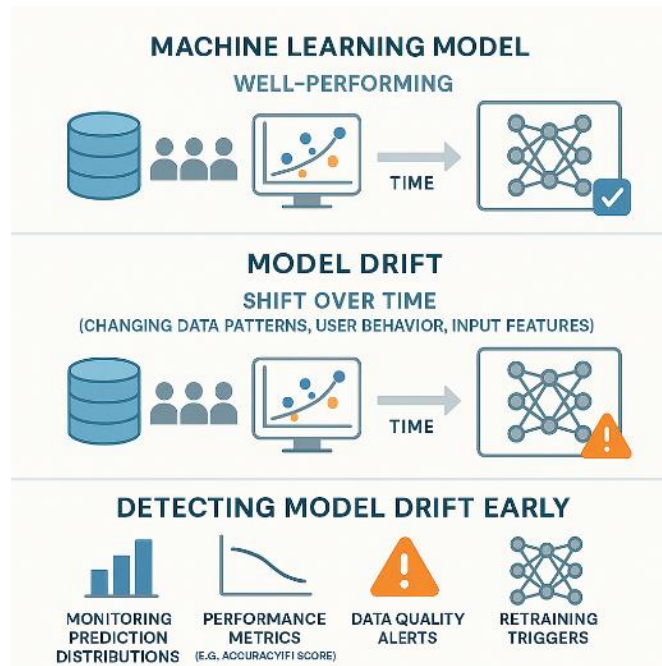 MACHINE LEARNING MODEL
WELL-PERFORMING
TIME
MODEL DRIFT
SHIFT OVER TIME
(CHANGING DATA PATTERNS, USER BEHAVIOR, INPUT FEATURES)
TIME
DETECTING MODEL DRIFT EARLY
MONITORING
PREDICTION
DISTRIBUTIONS
PERFORMANCE
METRICS
(E.G. ACCURACYIFI SCORE)
DATA QUALITY
ALERTS
RETRAINING
TRIGGERS